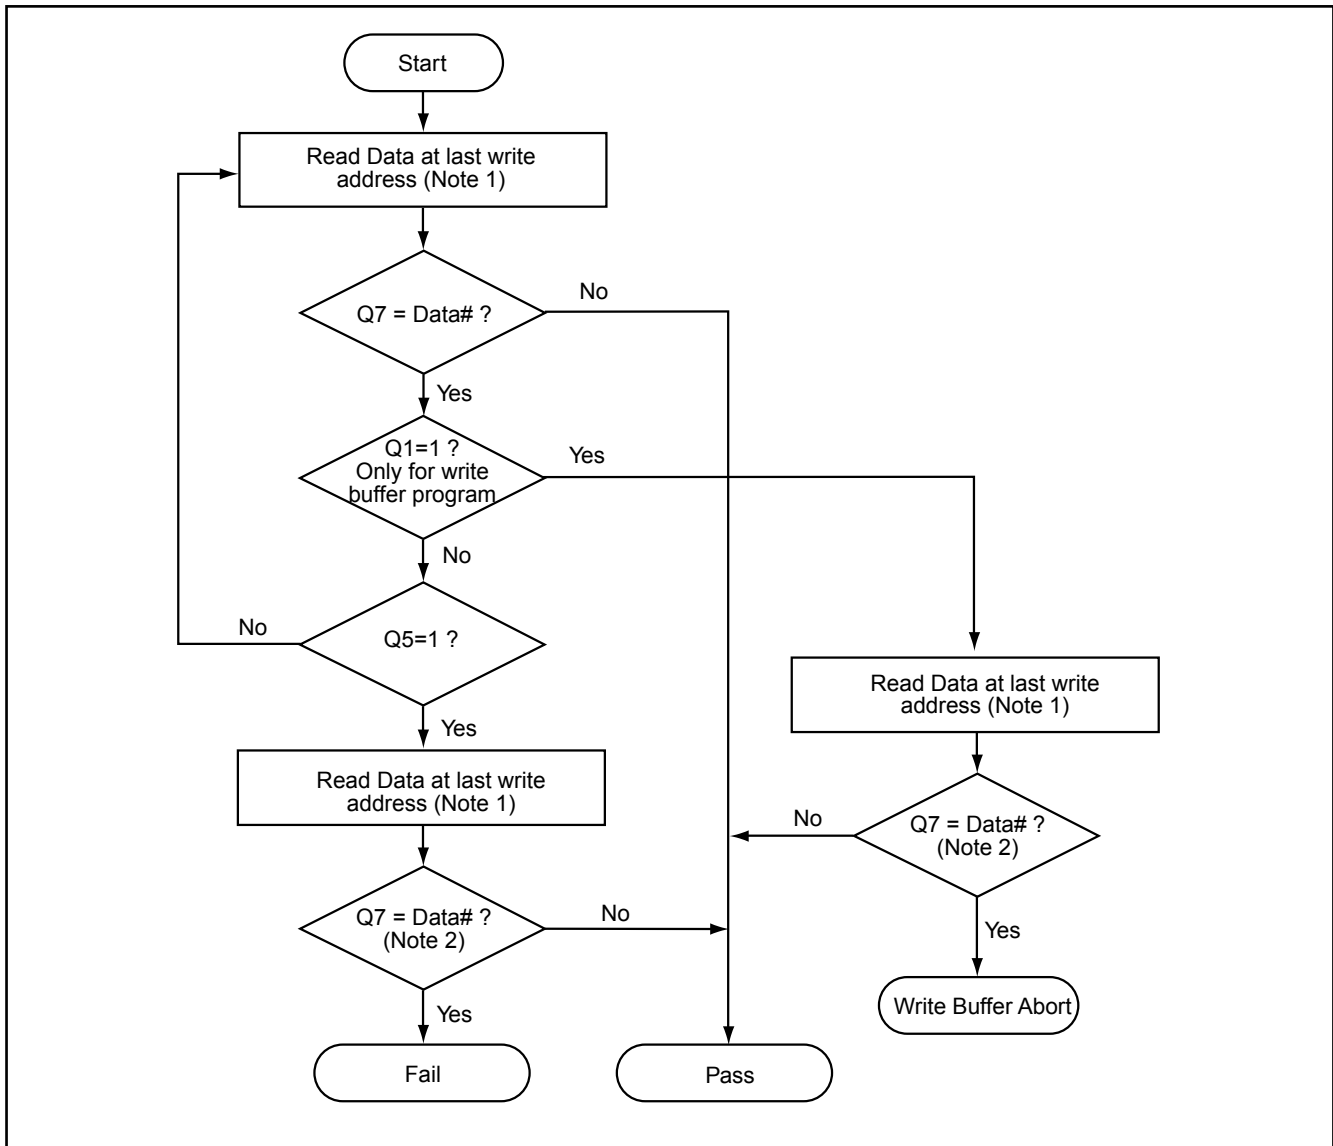 Start
Read Data at last write
address (Note 1)
Q7 = Data# ?
No
Yes
Q1=1 ?
Only for write
buffer program
Yes
No
Q5=1 ?
No
Yes
Read Data at last write
address (Note 1)
Read Data at last write
address (Note 1)
Q7 = Data# ?
(Note 2)
No
Yes
Q7 = Data# ?
(Note 2)
No
Yes
Write Buffer Abort
Fail
Pass